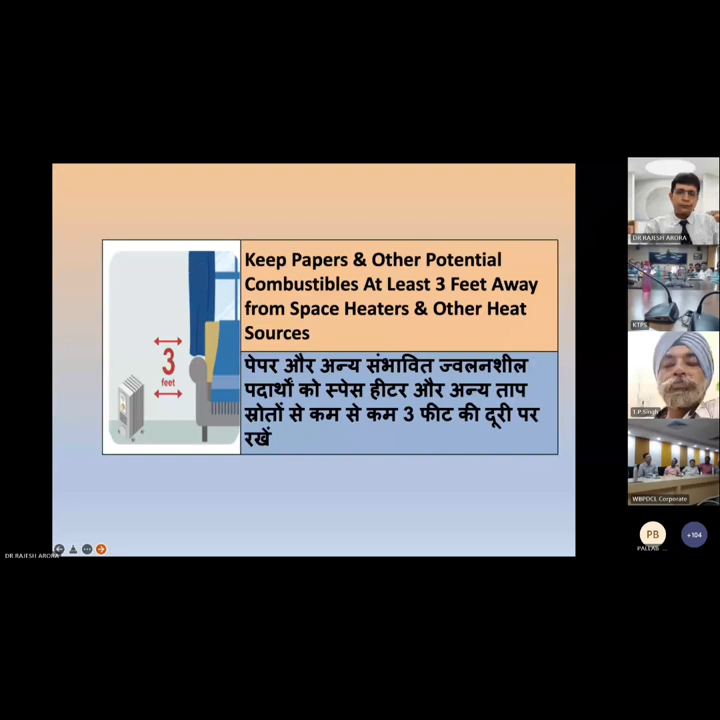 Keep Papers & Other Potential
Combustibles At Least 3 Feet Away
from Space Heaters & Other Heat
Sources
3
feet
पेपर और अन्य संभावित ज्वलनशील
पदार्थों को स्पेस हीटर और अन्य ताप
स्रोतों से कम से कम 3 फीट की दूरी पर
रखें
DR RAJESH ARORA
KTPS
T.P.Singh
WBPDCL Corporate
PB
+104
PALLAB ...
DR RAJESH ARORA